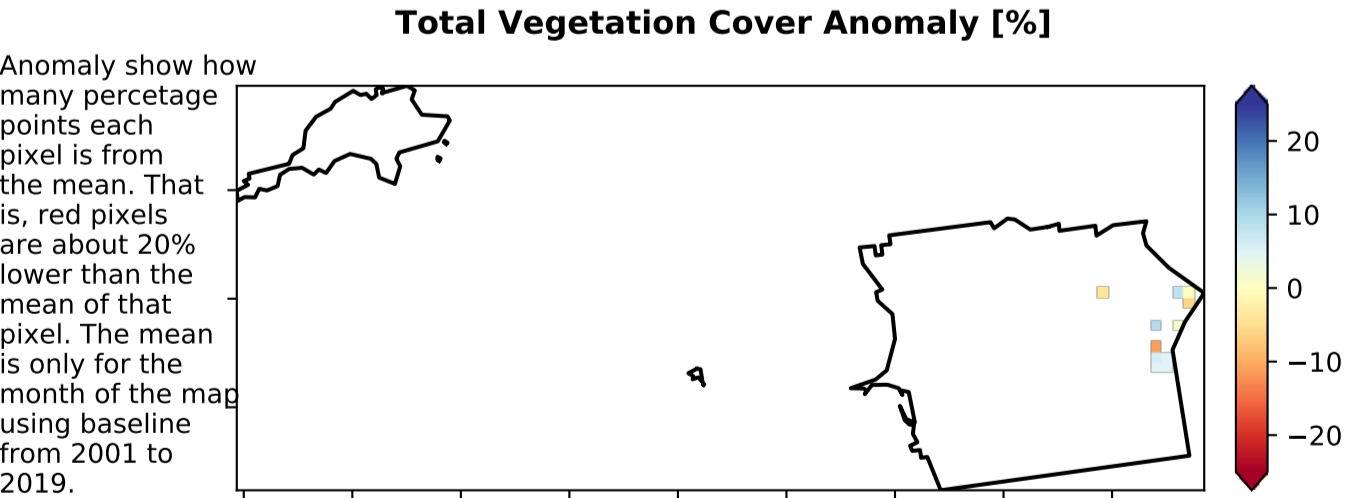 Total Vegetation Cover Anomaly [%]
Anomaly show how
many percetage
points each
pixel is from
the mean. That
is, red pixels
are about 20%
lower than the
mean of that
pixel. The mean
is only for the
month of the map
using baseline
from 2001 to
2019.
20
10
0
−10
−20